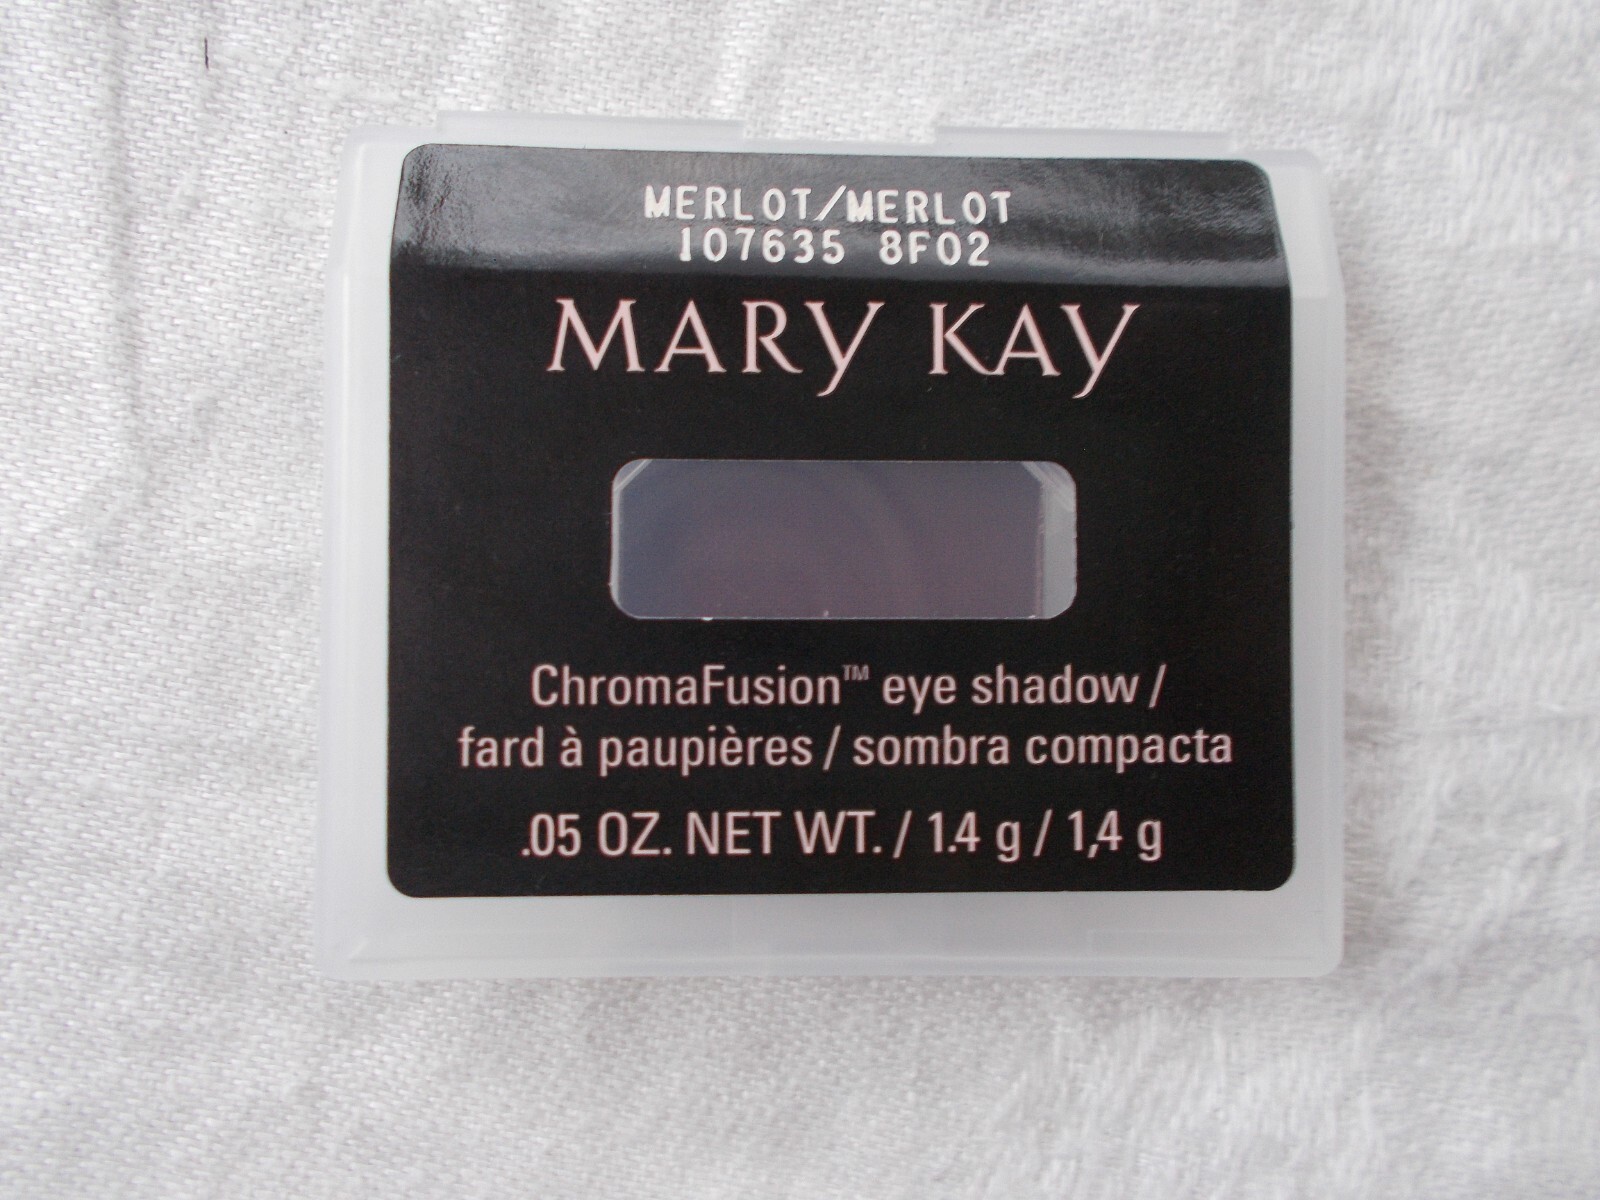 MERLOT/MERLOT
107635 8F02
MARY KAY
ChromaFusion™ eye shadow /
fard à paupières / sombra compacta
.05 OZ. NET WT. / 1.4 g / 1,4 g